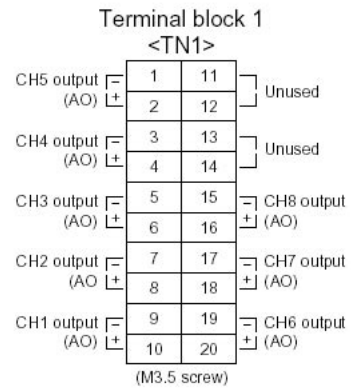 Terminal block 1
<TN1>
CH5 output − 1 11 Unused
(AO) + 2 12
CH4 output − 3 13 Unused
(AO) + 4 14
CH3 output − 5 15 − CH8 output
(AO) + 6 16 + (AO)
CH2 output − 7 17 − CH7 output
(AO + 8 18 + (AO)
CH1 output − 9 19 − CH6 output
(AO) + 10 20 + (AO)
(M3.5 screw)